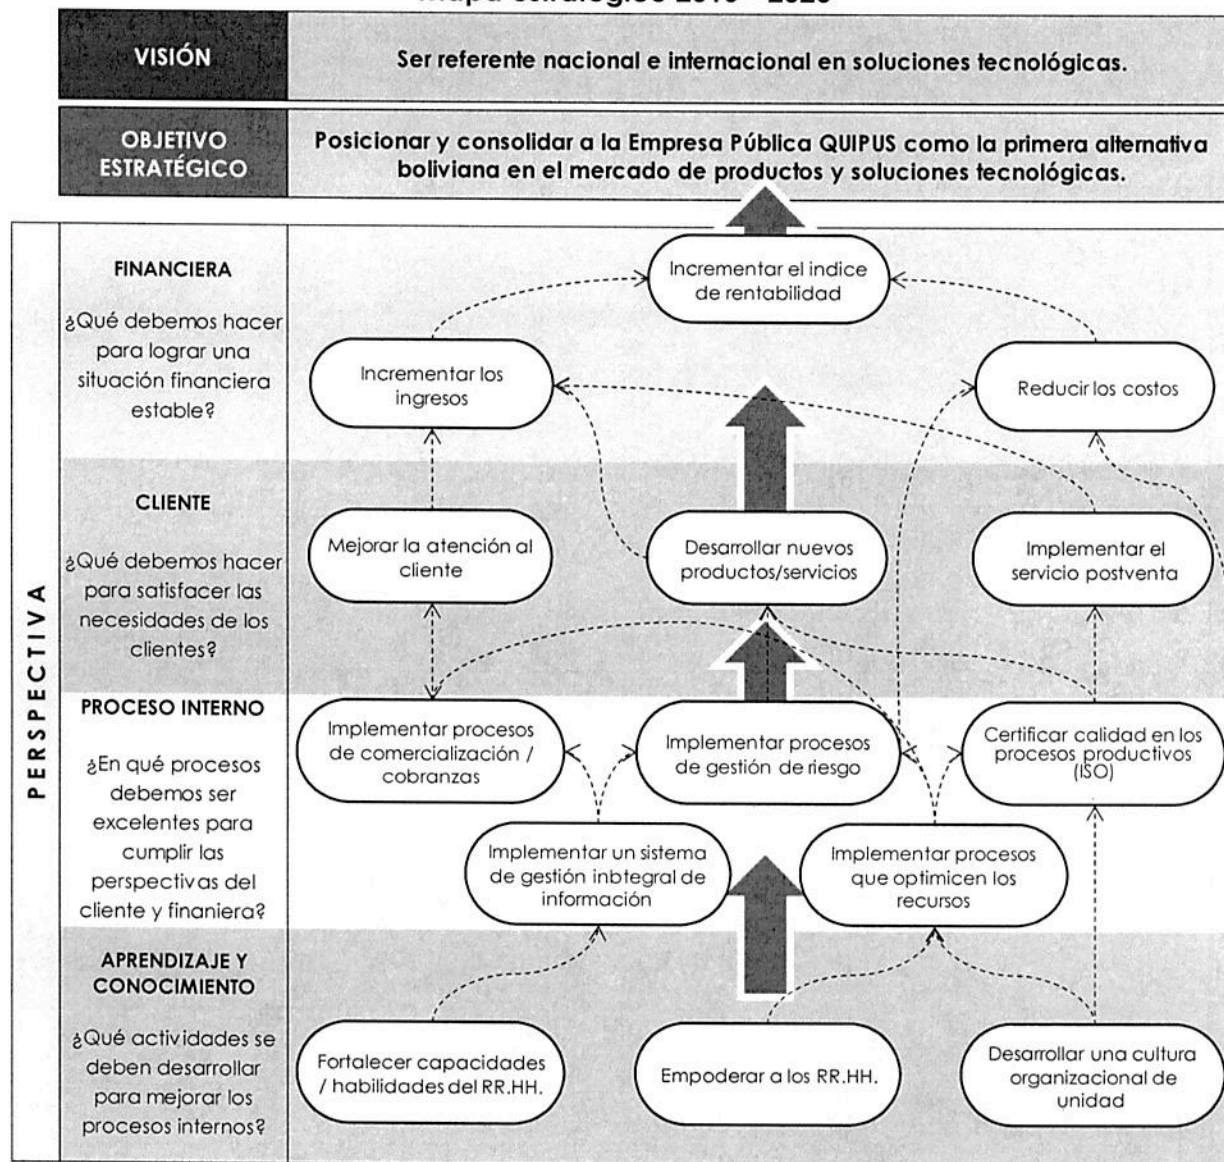 VISIÓN
Ser referente nacional e internacional en soluciones tecnológicas.
OBJETIVO
ESTRATÉGICO
Posicionar y consolidar a la Empresa Pública QUIPUS como la primera alternativa
boliviana en el mercado de productos y soluciones tecnológicas.
PERSPECTIVA
FINANCIERA
¿Qué debemos hacer
para lograr una
situación financiera
estable?
Incrementar el indice
de rentabilidad
Incrementar los
ingresos
Reducir los costos
CLIENTE
¿Qué debemos hacer
para satisfacer las
necesidades de los
clientes?
Mejorar la atención al
cliente
Desarrollar nuevos
productos/servicios
Implementar el
servicio postventa
PROCESO INTERNO
¿En qué procesos
debemos ser
excelentes para
cumplir las
perspectivas del
cliente y finaniera?
Implementar procesos
de comercialización /
cobranzas
Implementar procesos
de gestión de riesgo
Certificar calidad en los
procesos productivos
(ISO)
Implementar un sistema
de gestión inbtegral de
información
Implementar procesos
que optimicen los
recursos
APRENDIZAJE Y
CONOCIMIENTO
¿Qué actividades se
deben desarrollar
para mejorar los
procesos internos?
Fortalecer capacidades
/ habilidades del RR.HH.
Empoderar a los RR.HH.
Desarrollar una cultura
organizacional de
unidad